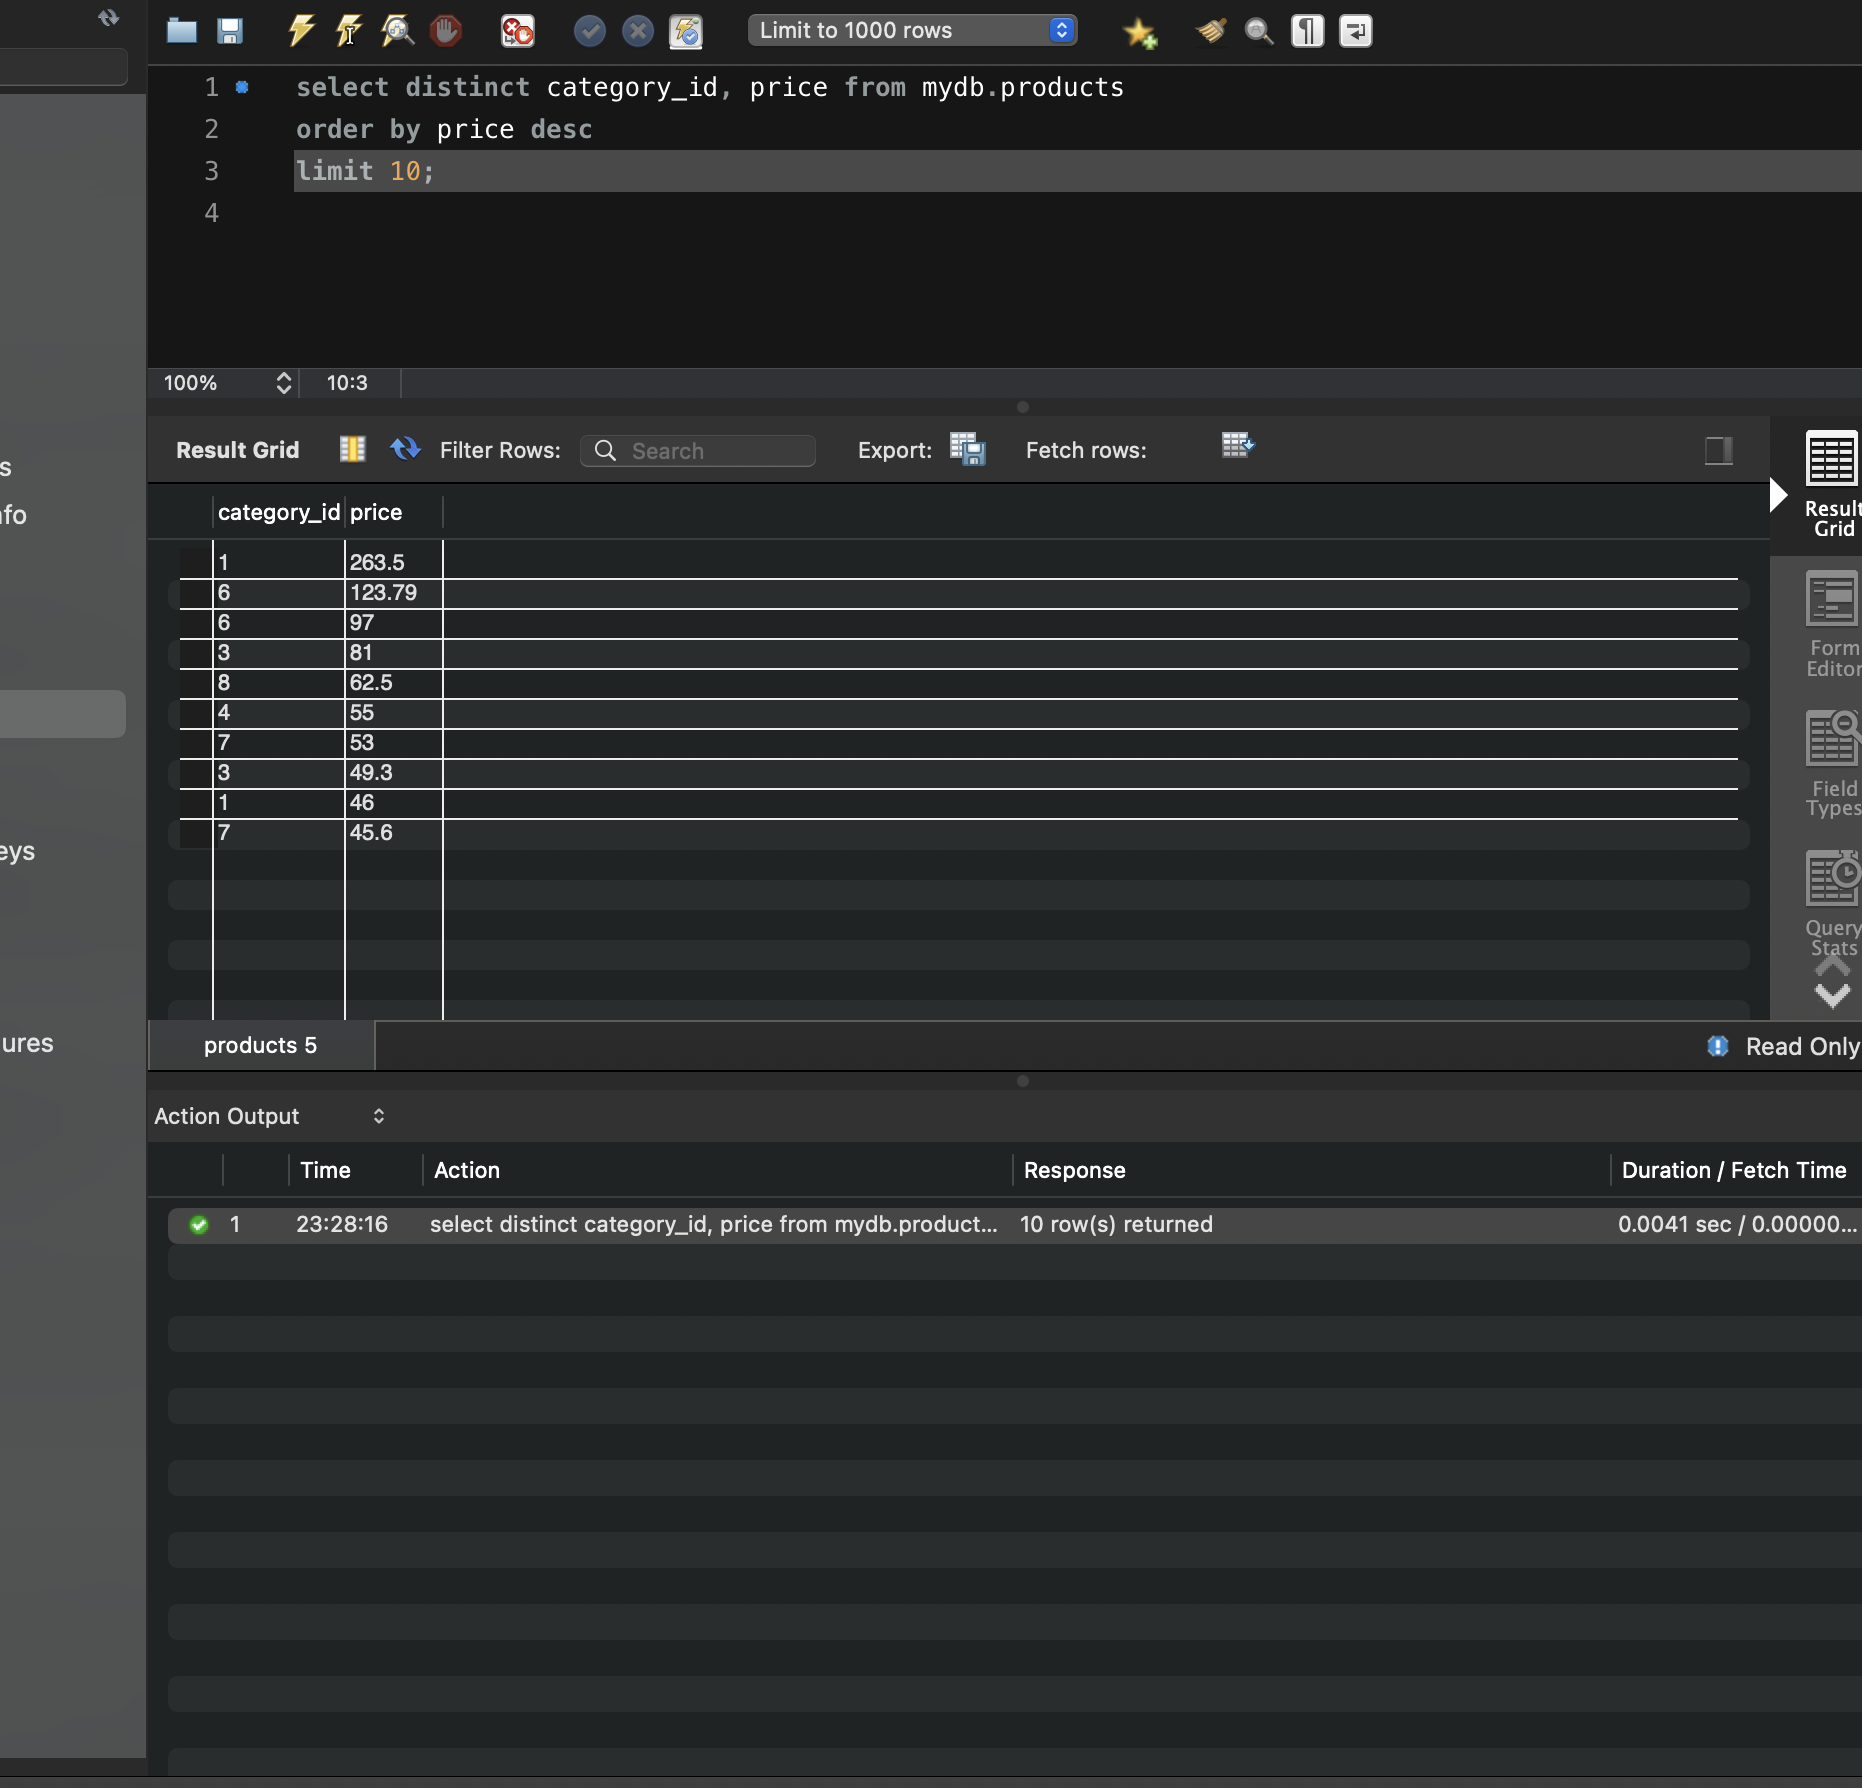 Limit to 1000 rows
1 select distinct category_id, price from mydb.products
2 order by price desc
3 limit 10;
4
100% 10:3
Result Grid Filter Rows: Search Export: Fetch rows:
category_id price
1 263.5
6 123.79
6 97
3 81
8 62.5
4 55
7 53
3 49.3
1 46
7 45.6
Result
Grid
Form
Editor
Field
Types
Query
Stats
s
fo
eys
ures
products 5 Read Only
Action Output
Time Action Response Duration / Fetch Time
1 23:28:16 select distinct category_id, price from mydb.product... 10 row(s) returned 0.0041 sec / 0.00000...